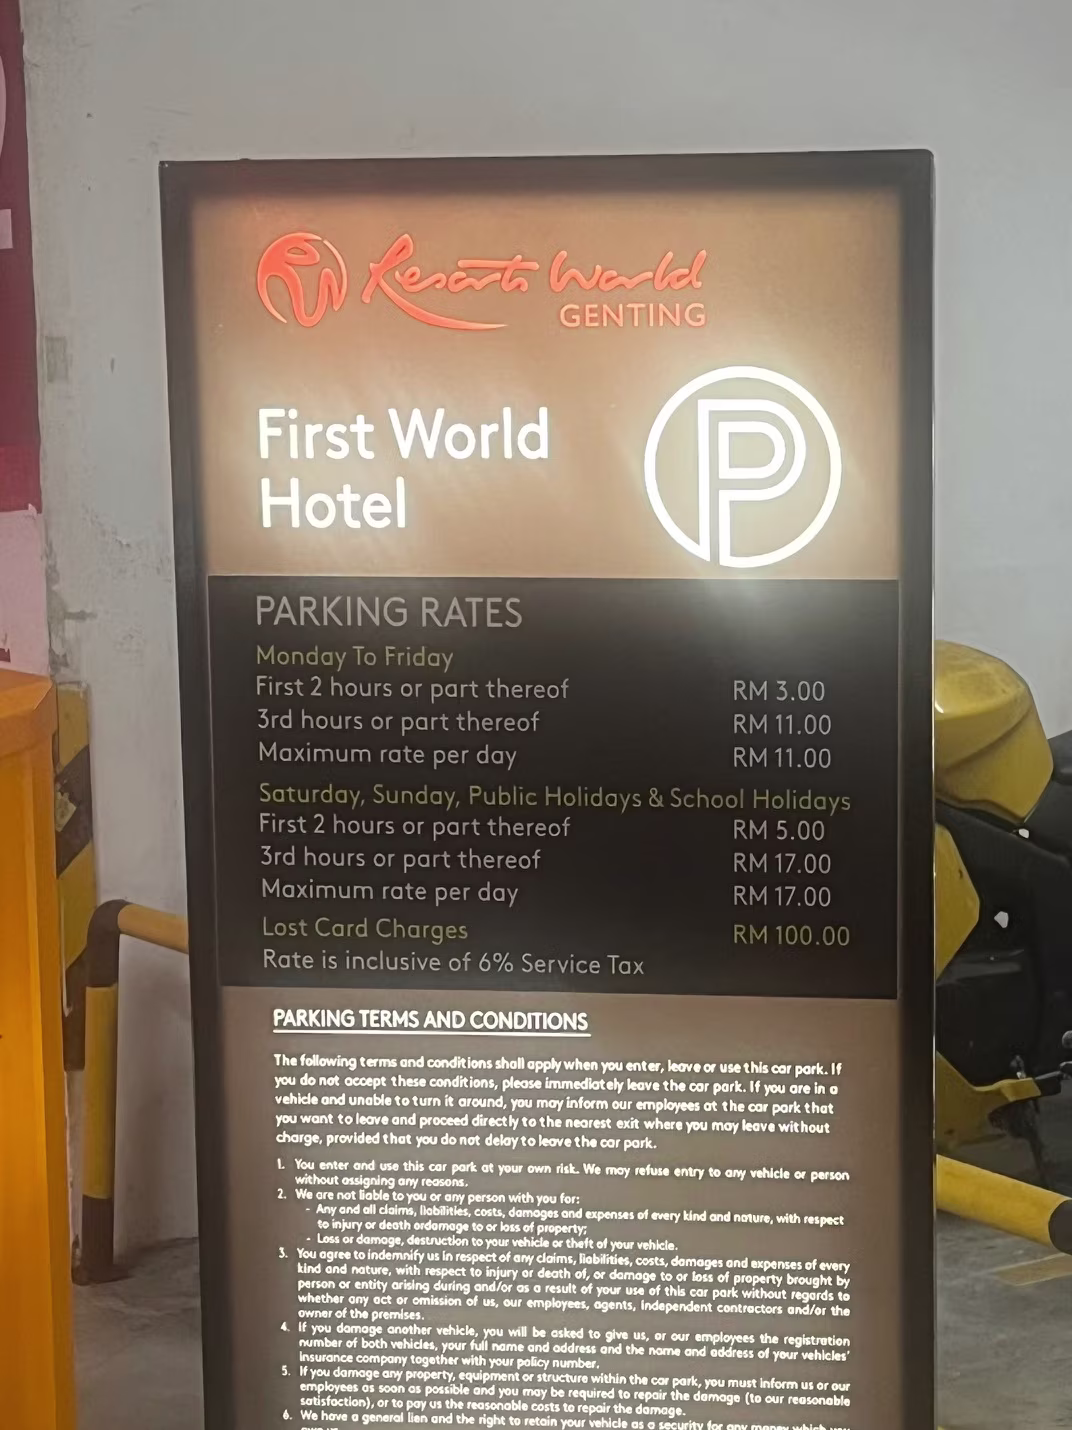 Resorts World
GENTING
First World
Hotel
P
PARKING RATES
Monday To Friday
First 2 hours or part thereof RM 3.00
3rd hours or part thereof RM 11.00
Maximum rate per day RM 11.00
Saturday, Sunday, Public Holidays & School Holidays
First 2 hours or part thereof RM 5.00
3rd hours or part thereof RM 17.00
Maximum rate per day RM 17.00
Lost Card Charges RM 100.00
Rate is inclusive of 6% Service Tax
PARKING TERMS AND CONDITIONS
The following terms and conditions shall apply when you enter, leave or use this car park. If
you do not accept these conditions, please immediately leave the car park. If you are in a
vehicle and unable to turn it around, you may inform our employees at the car park that
you want to leave and proceed directly to the nearest exit where you may leave without
charge, provided that you do not delay to leave the car park.
1. You enter and use this car park at your own risk. We may refuse entry to any vehicle or person
without assigning any reasons.
2. We are not liable to you or any person with you for:
- Any and all claims, liabilities, costs, damages and expenses of every kind and nature, with respect
to injury or death ordamage to or loss of property;
- Loss or damage, destruction to your vehicle or theft of your vehicle.
3. You agree to indemnify us in respect of any claims, liabilities, costs, damages and expenses of every
kind and nature, with respect to injury or death of, or damage to or loss of property brought by
person or entity arising during and/or as a result of your use of this car park without regards to
whether any act or omission of us, our employees, agents, independent contractors and/or the
owner of the premises.
4. If you damage another vehicle, you will be asked to give us, or our employees the registration
number of both vehicles, your full name and address and the name and address of your vehicles'
insurance company together with your policy number.
5. If you damage any property, equipment or structure within the car park, you must inform us or our
employees as soon as possible and you may be required to repair the damage (to our reasonable
satisfaction), or to pay us the reasonable costs to repair the damage.
6. We have a general lien and the right to retain your vehicle as a security for any money which you